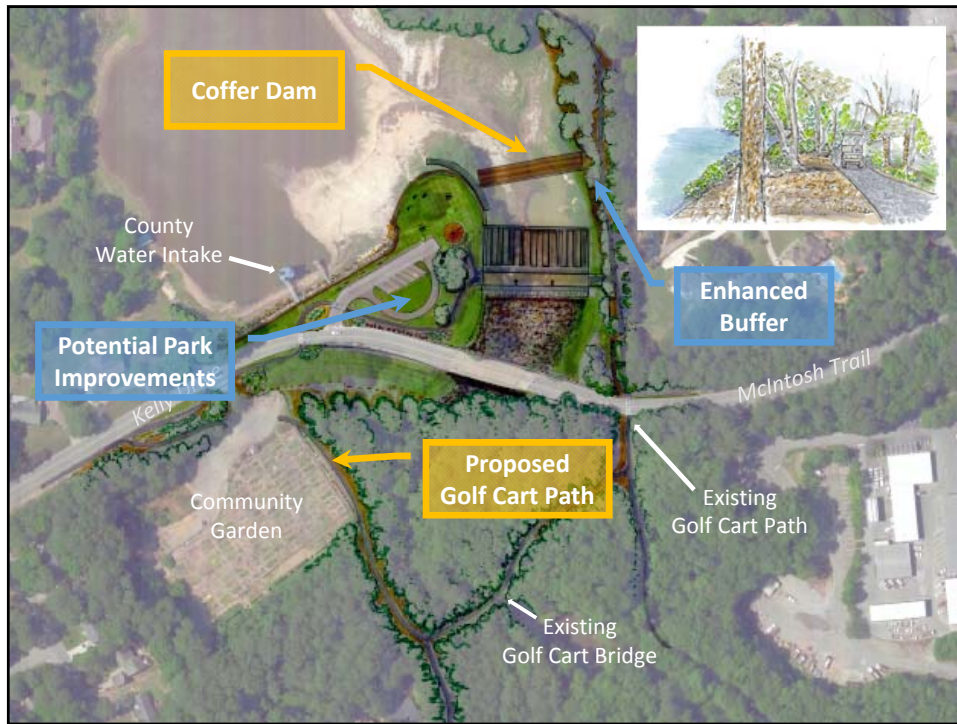 Coffer Dam
County
Water Intake
Enhanced
Buffer
Potential Park
Improvements
McIntosh Trail
Kelly
Proposed
Golf Cart Path
Community
Garden
Existing
Golf Cart Path
Existing
Golf Cart Bridge